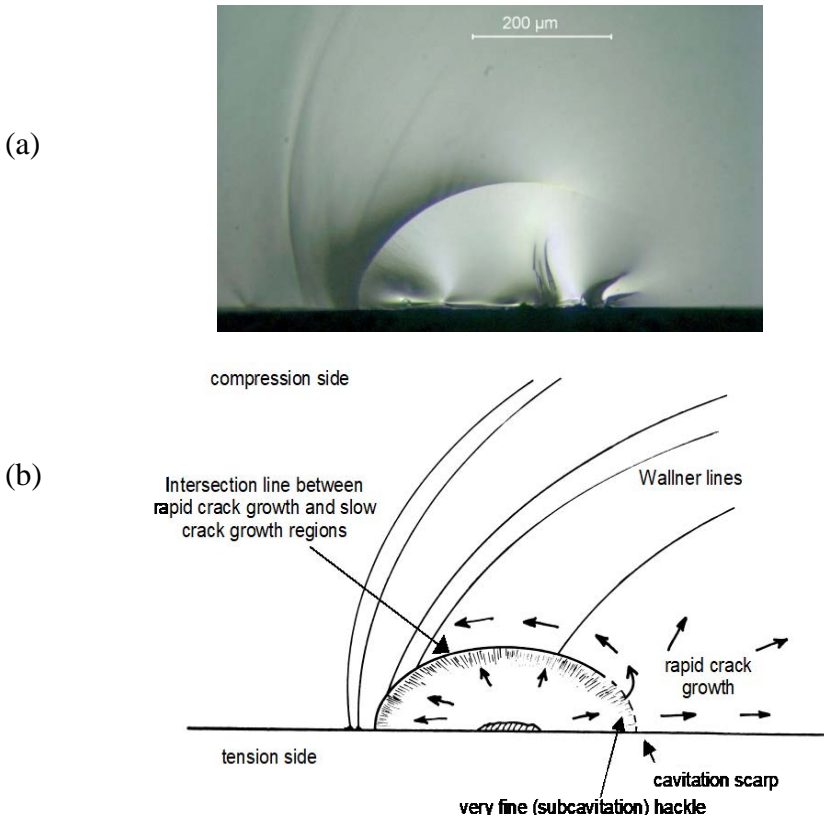 (a)
200 µm
(b)
compression side
Intersection line between
rapid crack growth and slow
crack growth regions
Wallner lines
rapid crack
growth
tension side
cavitation scarp
very fine (subcavitation) hackle